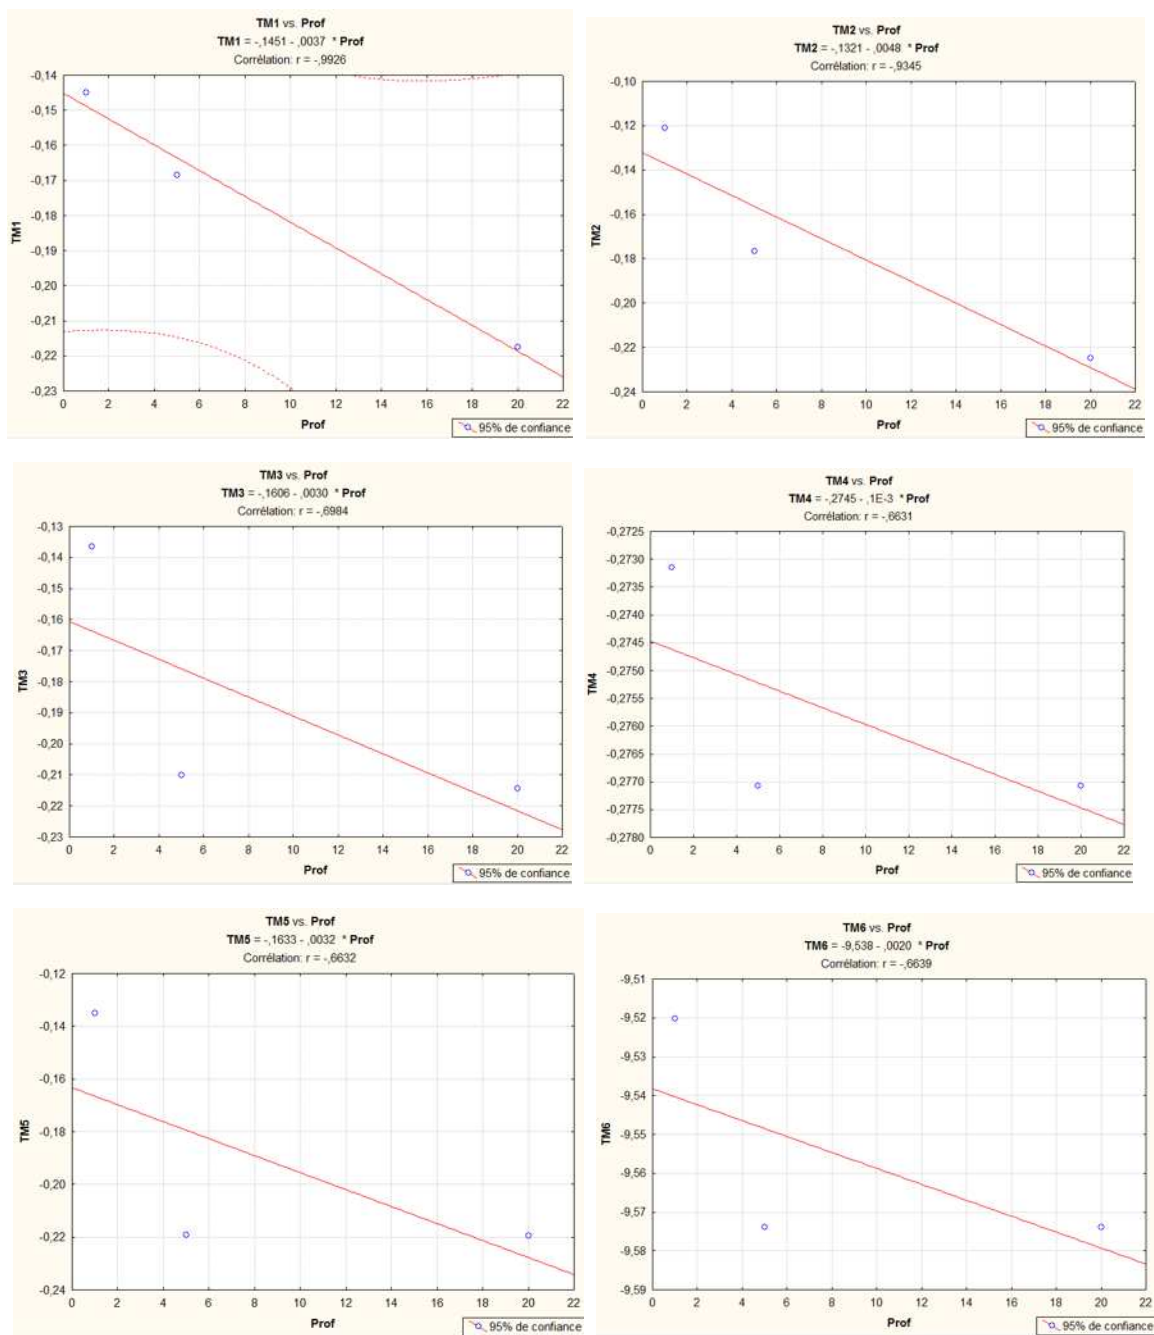 TM1 vs. Prof
TM1 = -,1451 - ,0037 * Prof
Corrélation: r = -,9926
-0,14
-0,15
-0,16
-0,17
-0,18
-0,19
-0,20
-0,21
-0,22
-0,23
TM1
0 2 4 6 8 10 12 14 16 18 20 22
Prof
95% de confiance
TM2 vs. Prof
TM2 = -,1321 - ,0048 * Prof
Corrélation: r = -,9345
-0,10
-0,12
-0,14
-0,16
-0,18
-0,20
-0,22
-0,24
TM2
0 2 4 6 8 10 12 14 16 18 20 22
Prof
95% de confiance
TM3 vs. Prof
TM3 = -,1606 - ,0030 * Prof
Corrélation: r = -,6984
-0,13
-0,14
-0,15
-0,16
-0,17
-0,18
-0,19
-0,20
-0,21
-0,22
-0,23
TM3
0 2 4 6 8 10 12 14 16 18 20 22
Prof
95% de confiance
TM4 vs. Prof
TM4 = -,2745 - ,1E-3 * Prof
Corrélation: r = -,6631
-0,2725
-0,2730
-0,2735
-0,2740
-0,2745
-0,2750
-0,2755
-0,2760
-0,2765
-0,2770
-0,2775
-0,2780
TM4
0 2 4 6 8 10 12 14 16 18 20 22
Prof
95% de confiance
TM5 vs. Prof
TM5 = -,1633 - ,0032 * Prof
Corrélation: r = -,6632
-0,12
-0,14
-0,16
-0,18
-0,20
-0,22
-0,24
TM5
0 2 4 6 8 10 12 14 16 18 20 22
Prof
95% de confiance
TM6 vs. Prof
TM6 = -9,538 - ,0020 * Prof
Corrélation: r = -,6639
-9,51
-9,52
-9,53
-9,54
-9,55
-9,56
-9,57
-9,58
-9,59
TM6
0 2 4 6 8 10 12 14 16 18 20 22
Prof
95% de confiance